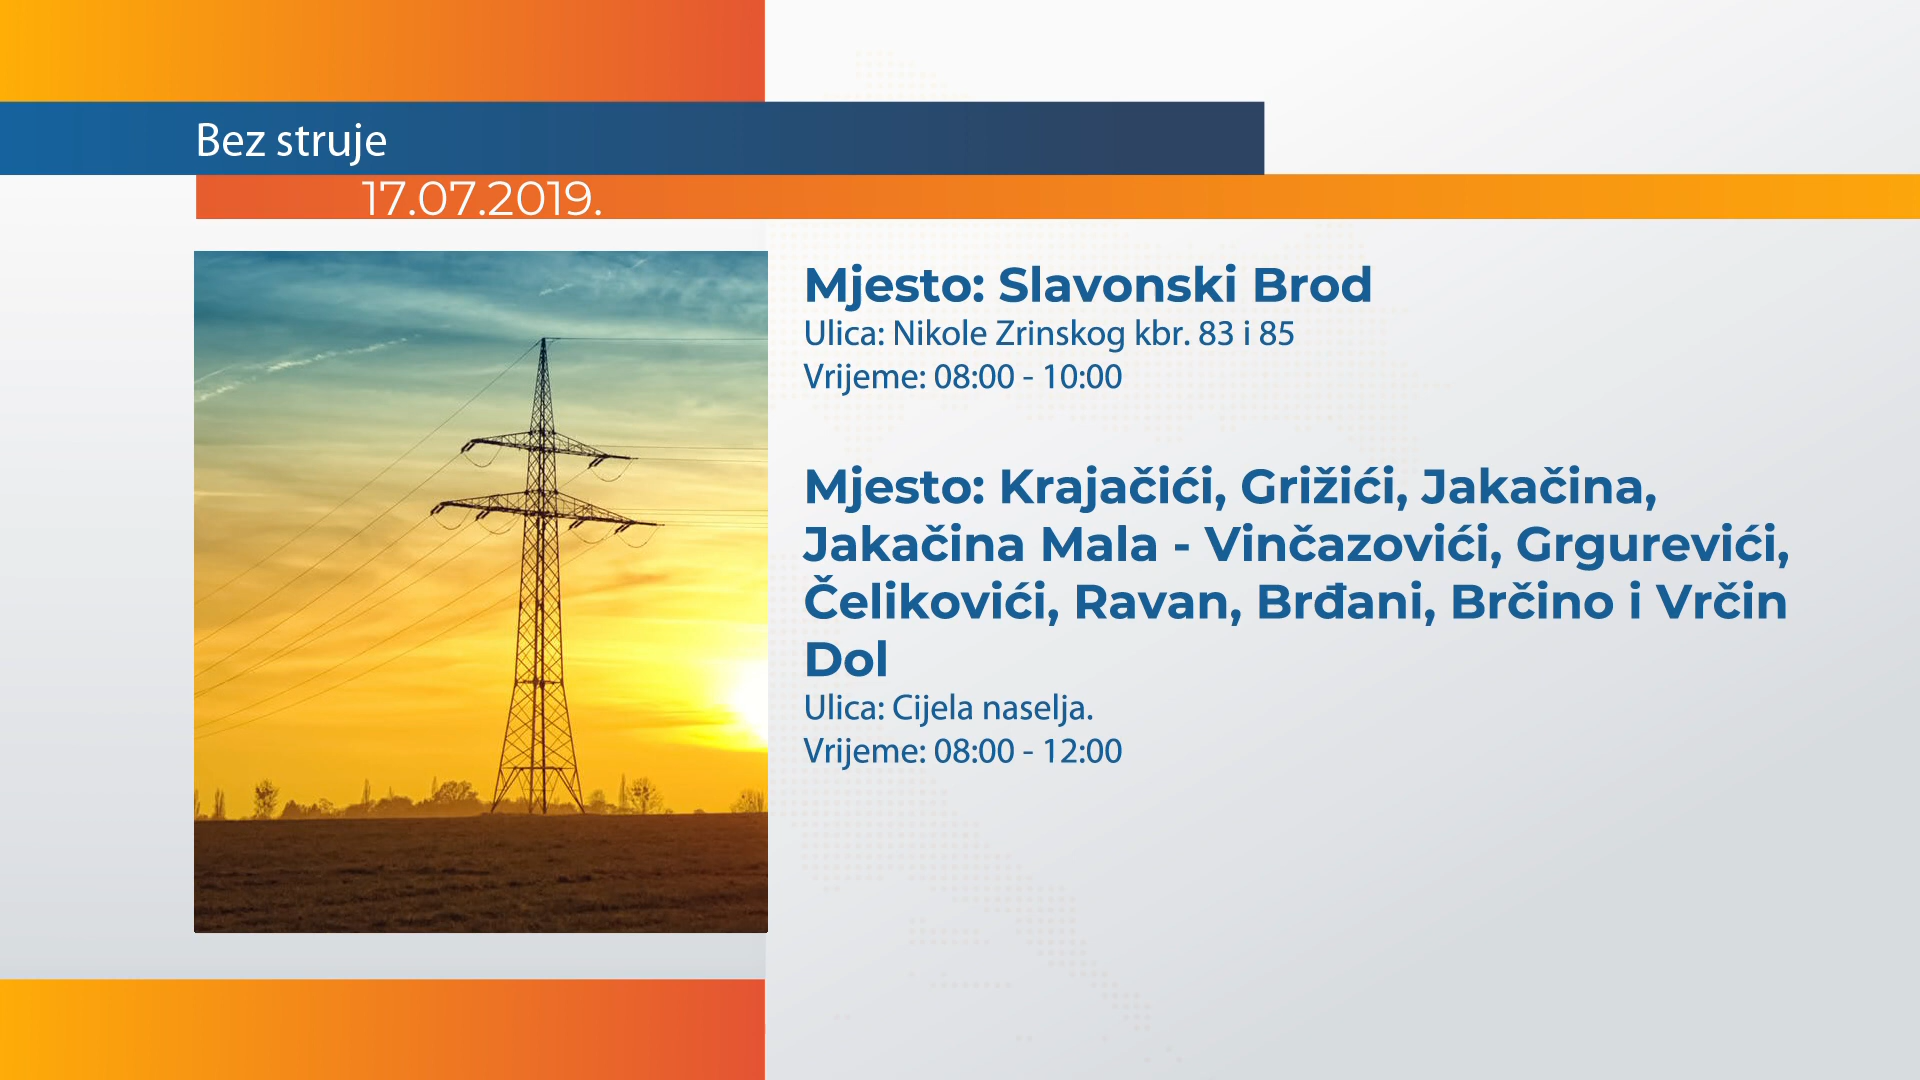 Bez struje
17.07.2019.
Mjesto: Slavonski Brod
Ulica: Nikole Zrinskog kbr. 83 i 85
Vrijeme: 08:00 - 10:00
Mjesto: Krajačići, Grižići, Jakačina,
Jakačina Mala - Vinčazovići, Grgurevići,
Čelikovići, Ravan, Brđani, Brčino i Vrčin
Dol
Ulica: Cijela naselja.
Vrijeme: 08:00 - 12:00